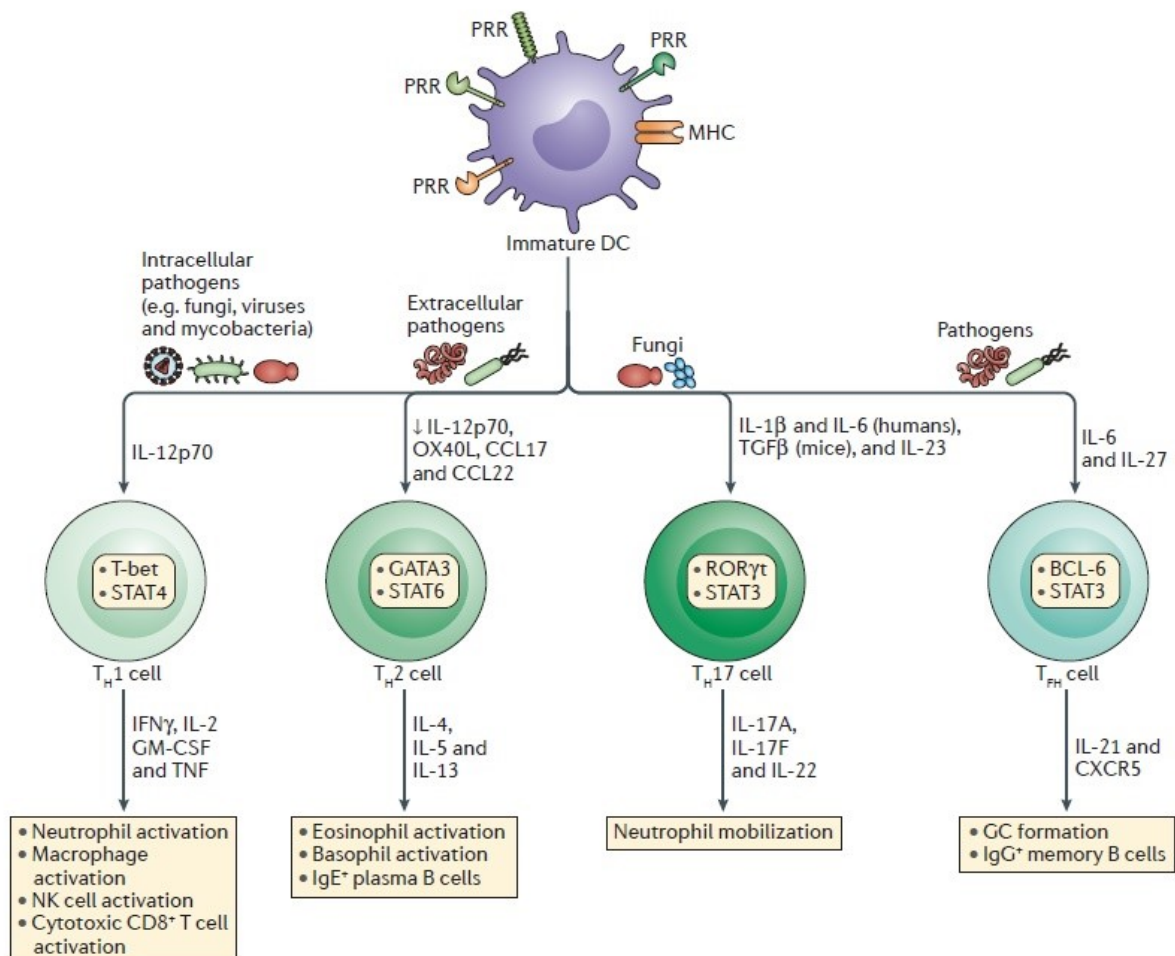 PRR
PRR
PRR
MHC
PRR
Immature DC
Intracellular
pathogens
(e.g. fungi, viruses
and mycobacteria)
Extracellular
pathogens
Fungi
Pathogens
IL-12p70
↓ IL-12p70,
OX40L, CCL17
and CCL22
IL-1β and IL-6 (humans),
TGFβ (mice), and IL-23
IL-6
and IL-27
• T-bet
• STAT4
• GATA3
• STAT6
• RORγt
• STAT3
• BCL-6
• STAT3
TH1 cell
TH2 cell
TH17 cell
TFH cell
IFNγ, IL-2
GM-CSF
and TNF
IL-4,
IL-5 and
IL-13
IL-17A,
IL-17F
and IL-22
IL-21 and
CXCR5
• Neutrophil activation
• Macrophage
activation
• NK cell activation
• Cytotoxic CD8+ T cell
activation
• Eosinophil activation
• Basophil activation
• IgE+ plasma B cells
Neutrophil mobilization
• GC formation
• IgG+ memory B cells